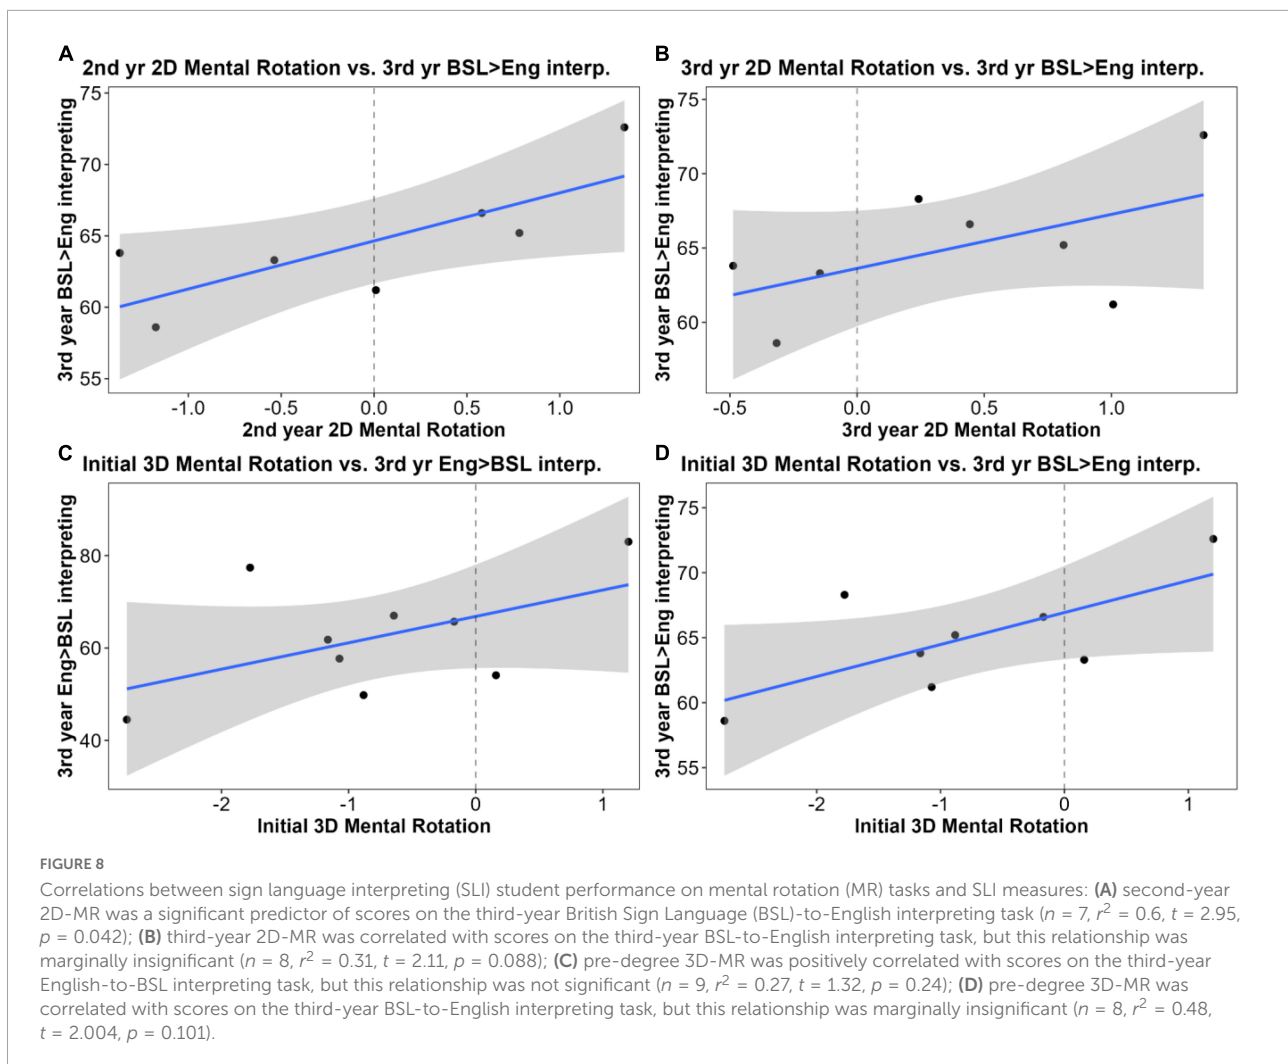 A
2nd yr 2D Mental Rotation vs. 3rd yr BSL>Eng interp.
3rd year BSL>Eng interpreting
75
70
65
60
55
-1.0
-0.5
0.0
0.5
1.0
2nd year 2D Mental Rotation
B
3rd yr 2D Mental Rotation vs. 3rd yr BSL>Eng interp.
3rd year BSL>Eng interpreting
75
70
65
60
-0.5
0.0
0.5
1.0
3rd year 2D Mental Rotation
C
Initial 3D Mental Rotation vs. 3rd yr Eng>BSL interp.
3rd year Eng>BSL interpreting
80
60
40
-2
-1
0
1
Initial 3D Mental Rotation
D
Initial 3D Mental Rotation vs. 3rd yr BSL>Eng interp.
3rd year BSL>Eng interpreting
75
70
65
60
55
-2
-1
0
1
Initial 3D Mental Rotation
FIGURE 8
Correlations between sign language interpreting (SLI) student performance on mental rotation (MR) tasks and SLI measures: (A) second-year
2D-MR was a significant predictor of scores on the third-year British Sign Language (BSL)-to-English interpreting task (n = 7, r² = 0.6, t = 2.95,
p = 0.042); (B) third-year 2D-MR was correlated with scores on the third-year BSL-to-English interpreting task, but this relationship was
marginally insignificant (n = 8, r² = 0.31, t = 2.11, p = 0.088); (C) pre-degree 3D-MR was positively correlated with scores on the third-year
English-to-BSL interpreting task, but this relationship was not significant (n = 9, r² = 0.27, t = 1.32, p = 0.24); (D) pre-degree 3D-MR was
correlated with scores on the third-year BSL-to-English interpreting task, but this relationship was marginally insignificant (n = 8, r² = 0.48,
t = 2.004, p = 0.101).